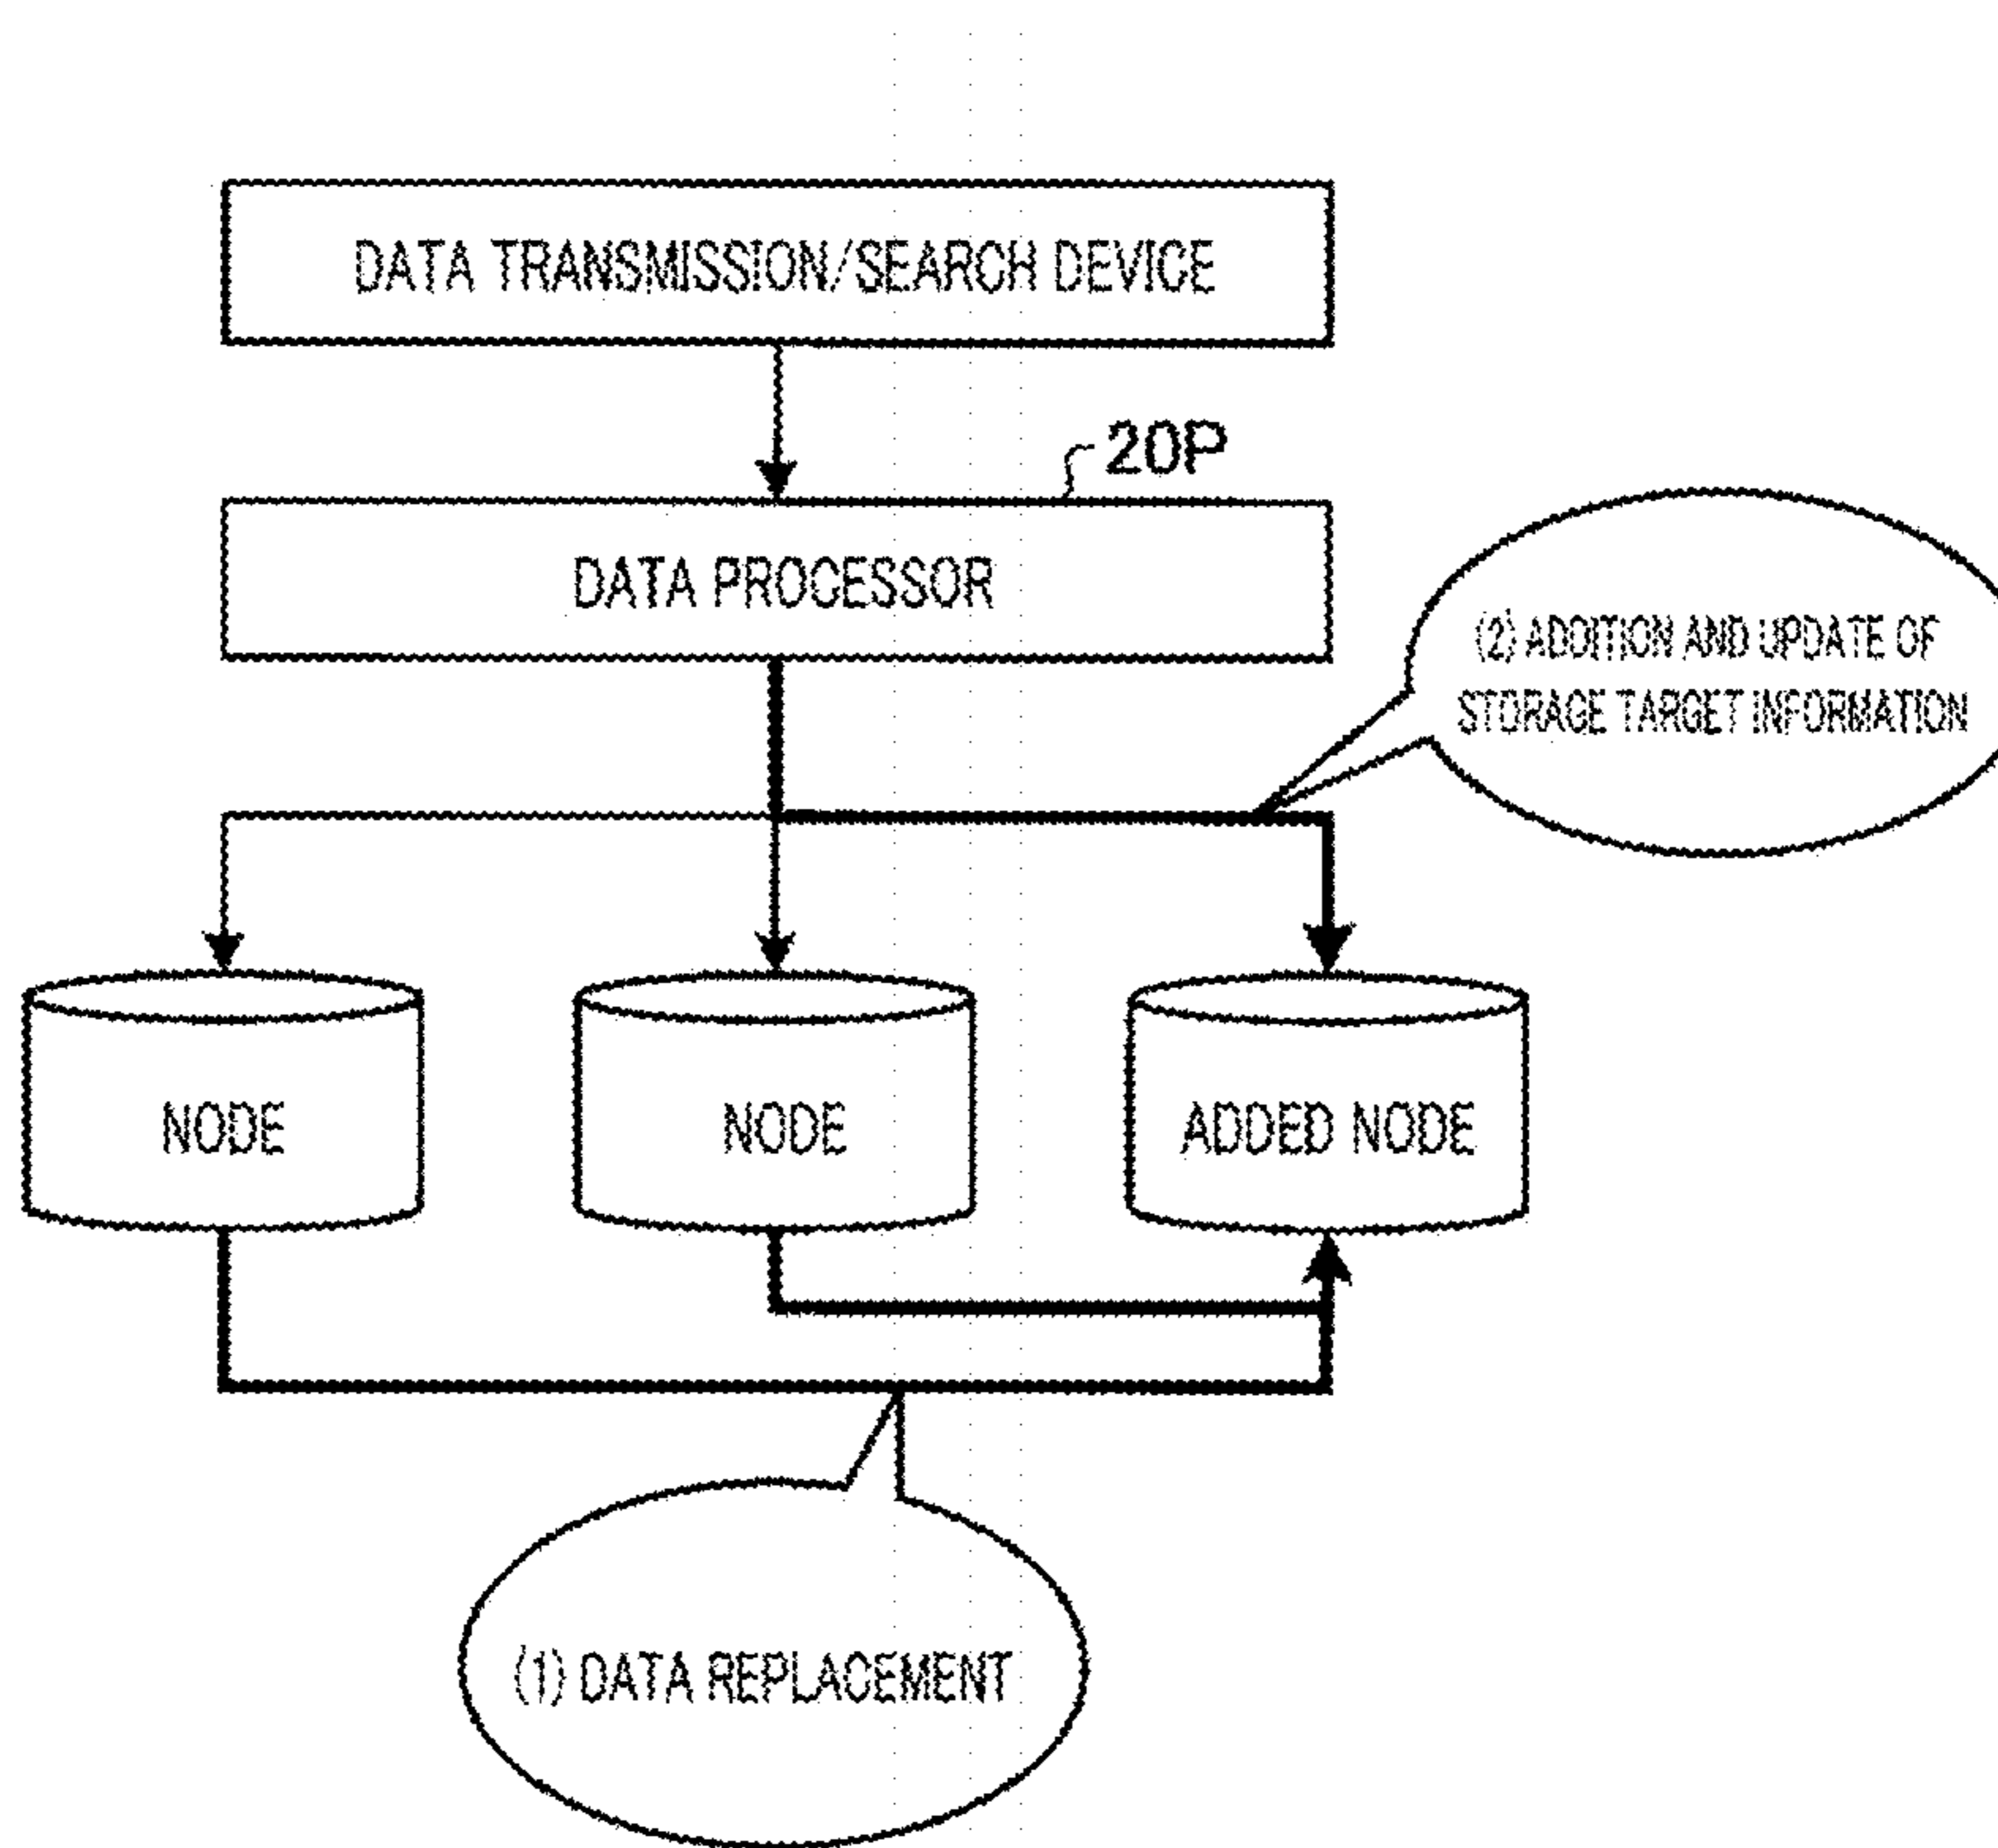 DATA TRANSMISSION/SEARCH DEVICE
20P
DATA PROCESSOR
(2) ADDITION AND UPDATE OF
STORAGE TARGET INFORMATION
NODE
NODE
ADDED NODE
(1) DATA REPLACEMENT